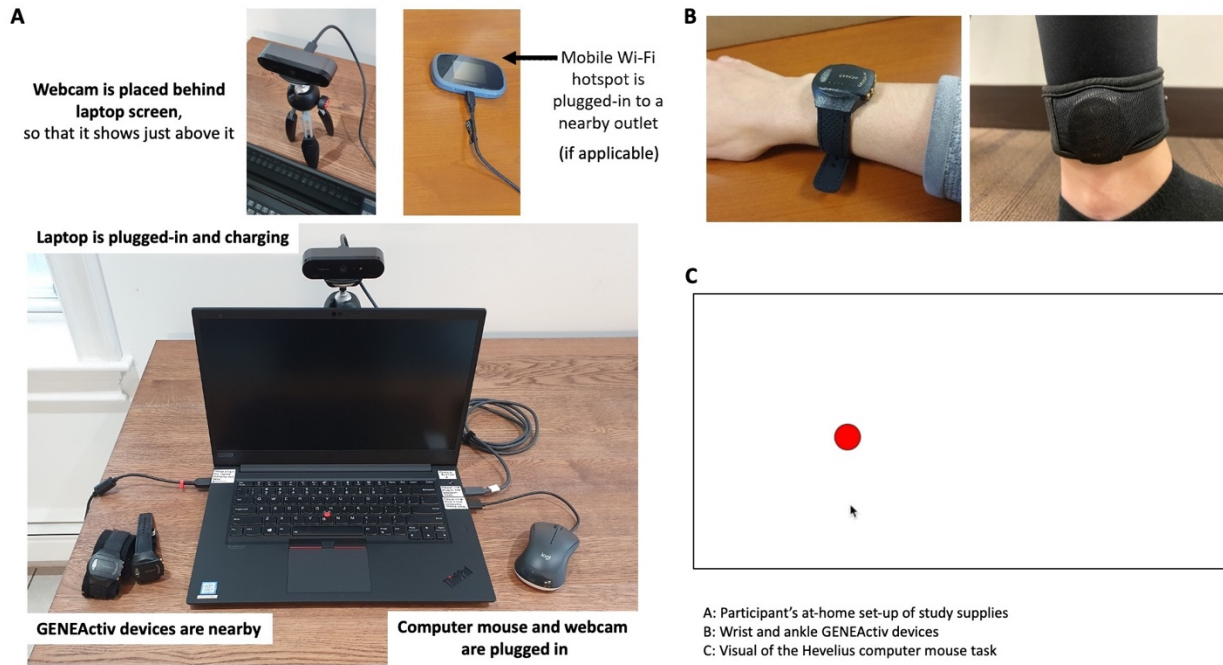 A
Webcam is placed behind
laptop screen,
so that it shows just above it
Mobile Wi-Fi
hotspot is
plugged-in to a
nearby outlet
(if applicable)
Laptop is plugged-in and charging
logi
ThinkPad
GENEActiv devices are nearby
Computer mouse and webcam
are plugged in
B
C
A: Participant’s at-home set-up of study supplies
B: Wrist and ankle GENEActiv devices
C: Visual of the Hevelius computer mouse task